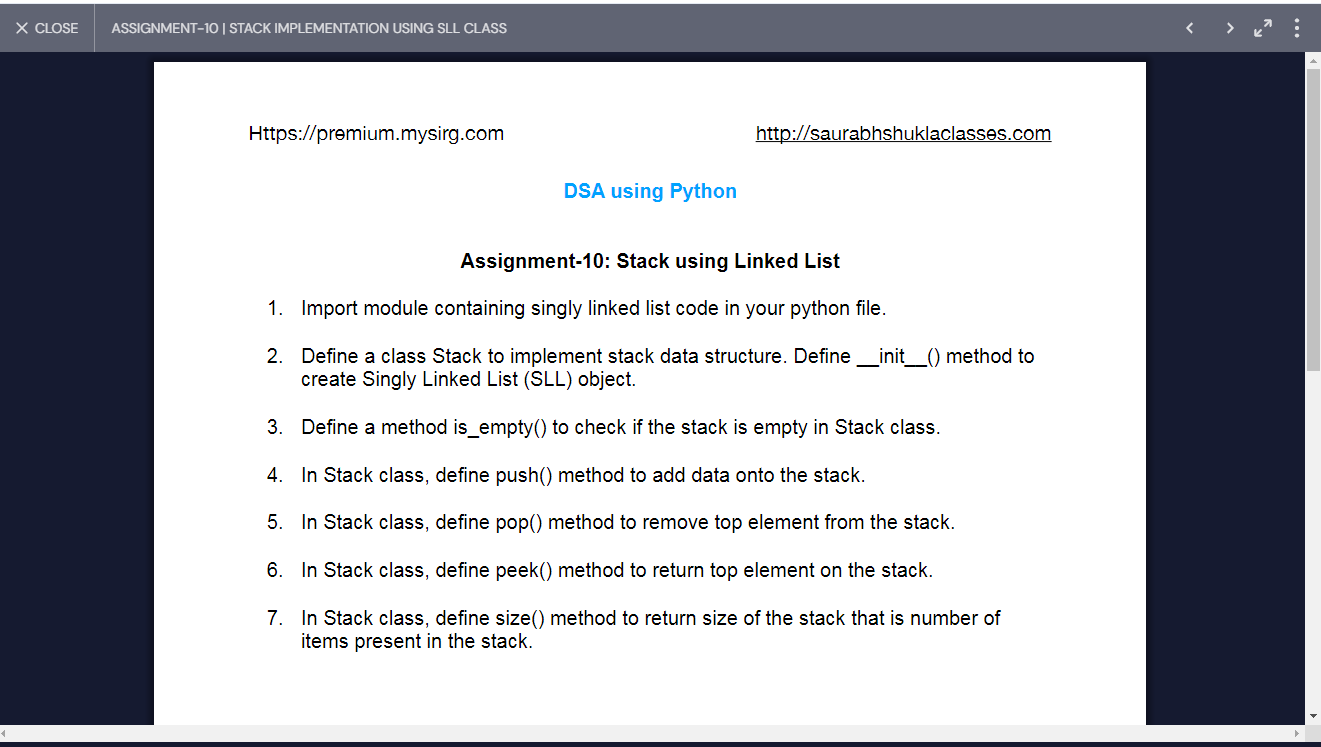 CLOSE
ASSIGNMENT-10 | STACK IMPLEMENTATION USING SLL CLASS
Https://premium.mysirg.com
http://saurabhshuklaclasses.com
DSA using Python
Assignment-10: Stack using Linked List
1. Import module containing singly linked list code in your python file.
2. Define a class Stack to implement stack data structure. Define __init__() method to
create Singly Linked List (SLL) object.
3. Define a method is_empty() to check if the stack is empty in Stack class.
4. In Stack class, define push() method to add data onto the stack.
5. In Stack class, define pop() method to remove top element from the stack.
6. In Stack class, define peek() method to return top element on the stack.
7. In Stack class, define size() method to return size of the stack that is number of
items present in the stack.